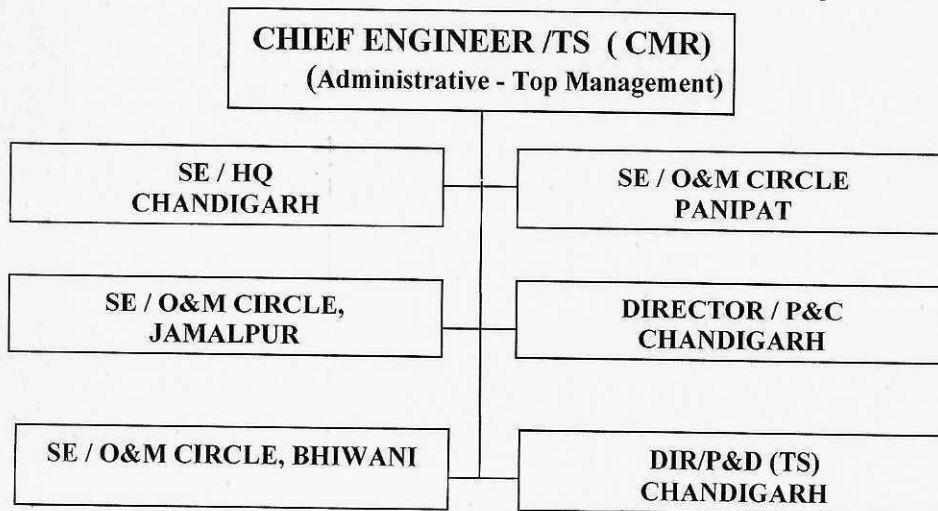 CHIEF ENGINEER /TS ( CMR)
(Administrative - Top Management)
SE / HQ
CHANDIGARH
SE / O&M CIRCLE
PANIPAT
SE / O&M CIRCLE,
JAMALPUR
DIRECTOR / P&C
CHANDIGARH
SE / O&M CIRCLE, BHIWANI
DIR/P&D (TS)
CHANDIGARH